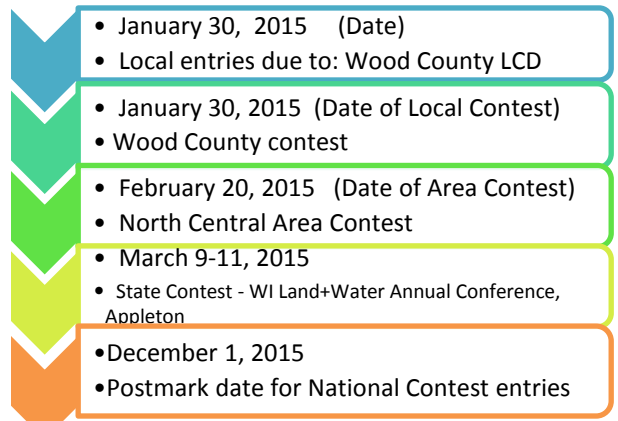 • January 30, 2015 (Date)
• Local entries due to: Wood County LCD
• January 30, 2015 (Date of Local Contest)
• Wood County contest
• February 20, 2015 (Date of Area Contest)
• North Central Area Contest
• March 9-11, 2015
• State Contest - WI Land+Water Annual Conference,
Appleton
•December 1, 2015
•Postmark date for National Contest entries